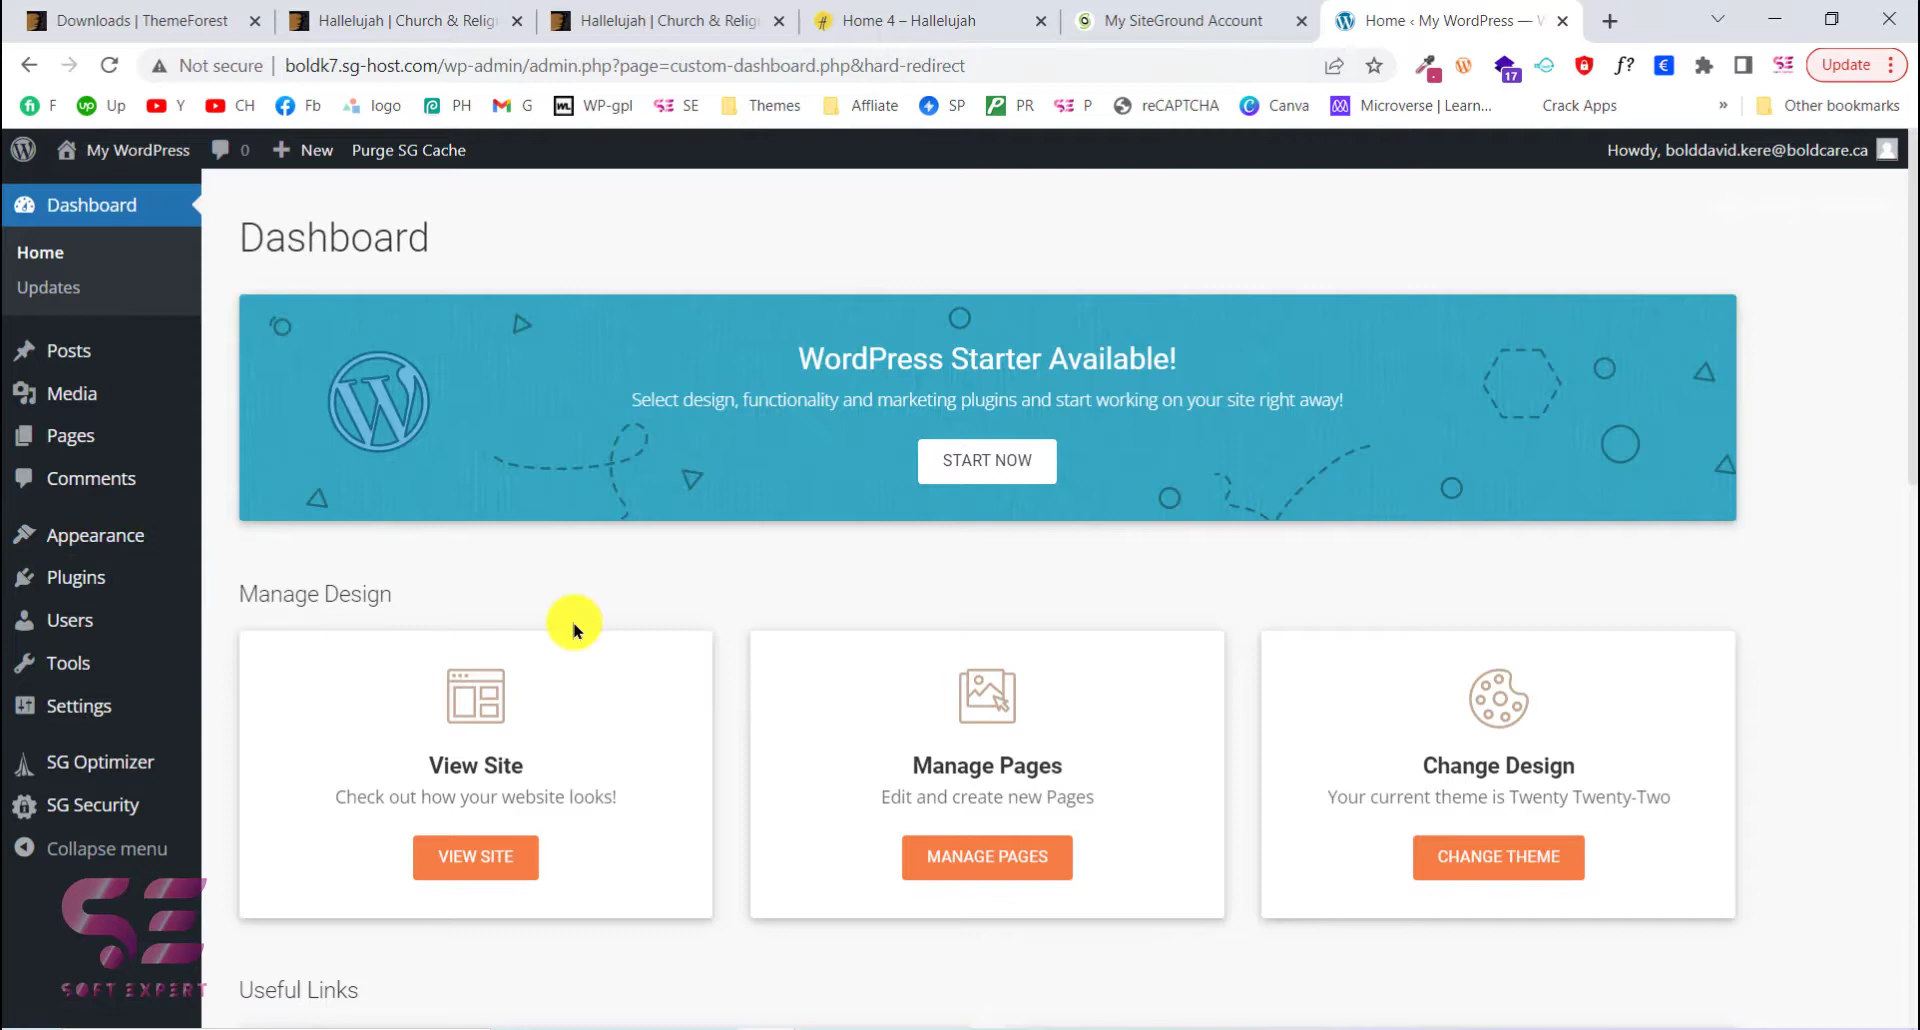 Downloads | ThemeForest
Hallelujah | Church & Relig
Hallelujah | Church & Relig
Home 4 – Hallelujah
My SiteGround Account
Home ‹ My WordPress — W
Not secure
boldk7.sg-host.com/wp-admin/admin.php?page=custom-dashboard.php&hard-redirect
17
f?
Update
F
Up
Y
CH
Fb
logo
PH
G
WP-gpl
SE
Themes
Affliate
SP
PR
P
reCAPTCHA
Canva
Microverse | Learn...
Crack Apps
»
Other bookmarks
My WordPress
0
New
Purge SG Cache
Howdy, bolddavid.kere@boldcare.ca
Dashboard
Home
Updates
Posts
Media
Pages
Comments
Appearance
Plugins
Users
Tools
Settings
SG Optimizer
SG Security
Collapse menu
SE
SOFT EXPERT
Dashboard
WordPress Starter Available!
Select design, functionality and marketing plugins and start working on your site right away!
START NOW
Manage Design
View Site
Check out how your website looks!
VIEW SITE
Manage Pages
Edit and create new Pages
MANAGE PAGES
Change Design
Your current theme is Twenty Twenty-Two
CHANGE THEME
Useful Links